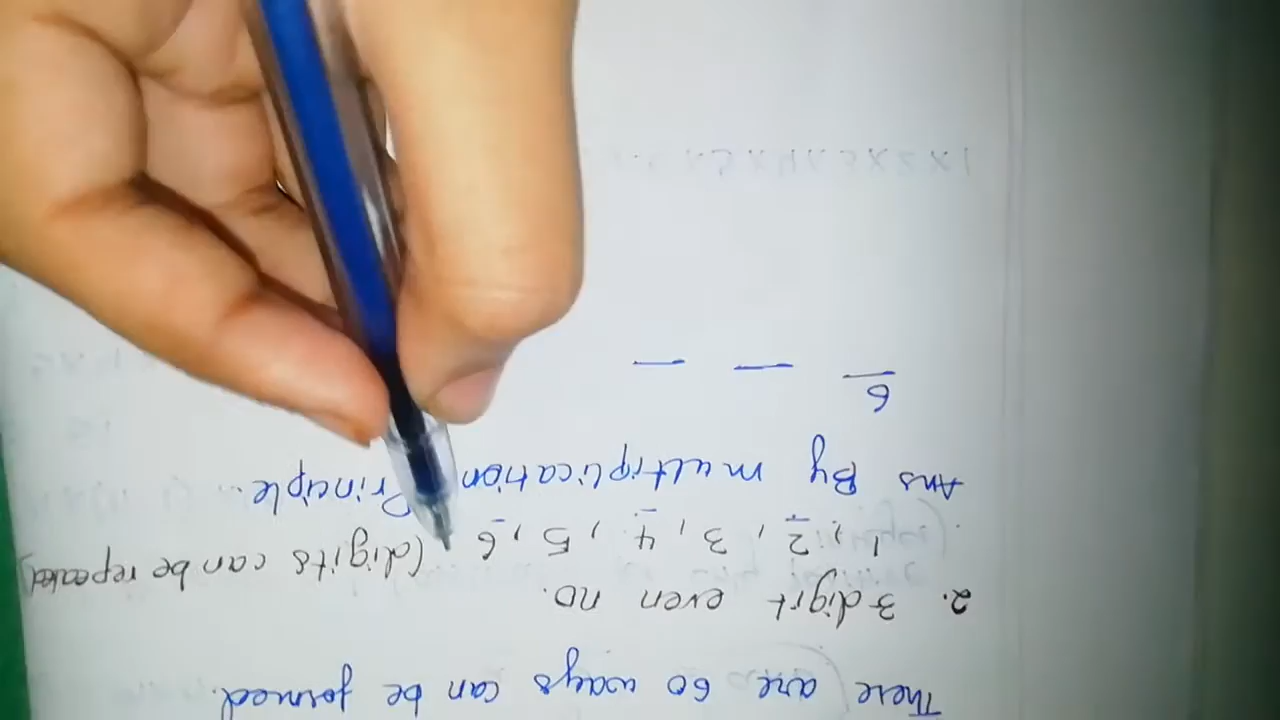 There are 60 ways can be formed.
2. 3 digit even no.
1, 2, 3, 4, 5, 6 (digits can be repeated)
Ans By multiplication Principle..
6